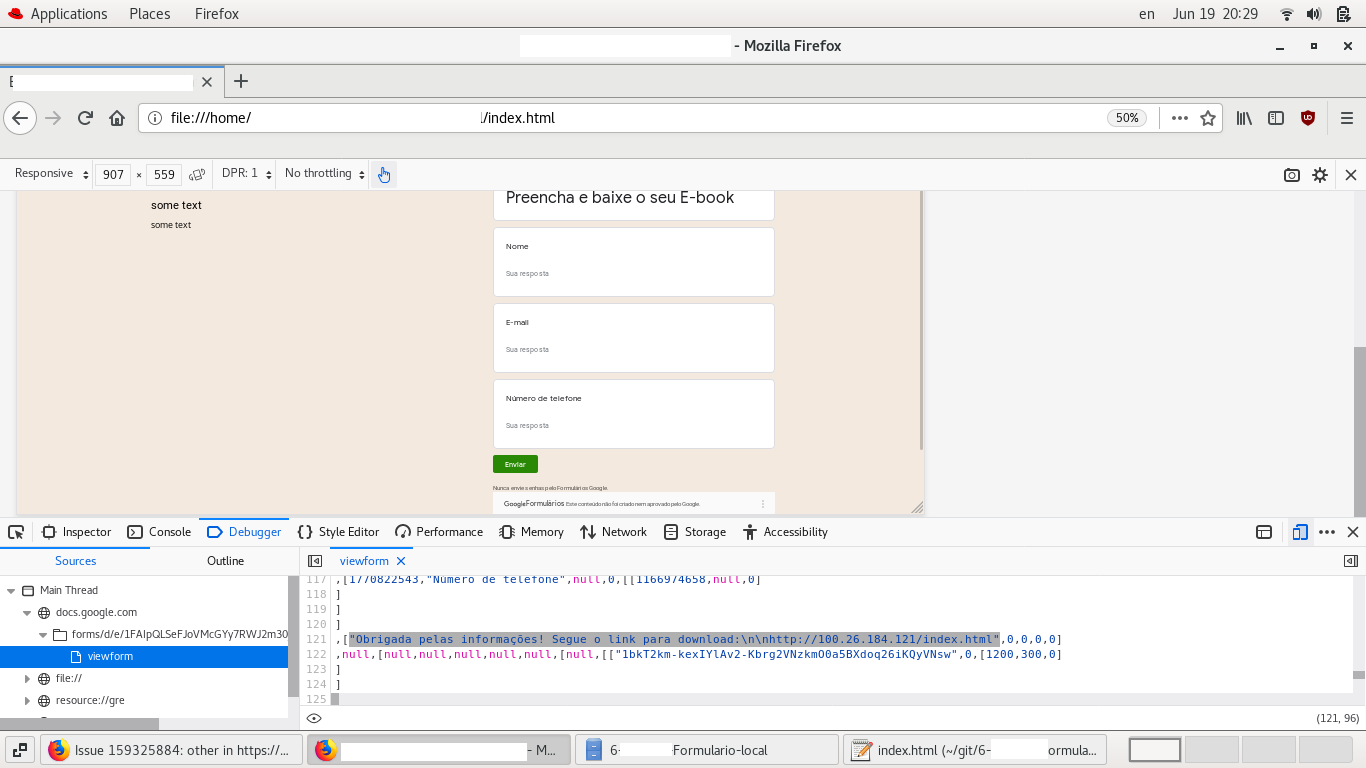 Applications Places Firefox en Jun 19 20:29
- Mozilla Firefox
file:///home/ /index.html 50%
Responsive 907 × 559 DPR: 1 No throttling
some text
some text
Preencha e baixe o seu E-book
Nome
Sua resposta
E-mail
Sua resposta
Número de telefone
Sua resposta
Enviar
Nunca envie senhas pelo Formulários Google.
Google Formulários Este conteúdo não foi criado nem aprovado pelo Google.
Inspector Console Debugger Style Editor Performance Memory Network Storage Accessibility
Sources Outline
Main Thread
docs.google.com
forms/d/e/1FAIpQLSeFJoVMcGYy7RWJ2m30
viewform
file://
resource://gre
viewform
117 ,[1770822543,"Número de telefone",null,0,[[1166974658,null,0]
118 ]
119 ]
120 ]
121 ,["Obrigada pelas informações! Segue o link para download:\n\nhttp://100.26.184.121/index.html",0,0,0,0]
122 ,null,[null,null,null,null,null,[null,[["1bkT2km-kexIYlAv2-Kbrg2VNzkmO0a5BXdoq26iKQyVNsw",0,[1200,300,0]
123 ]
124 ]
125
(121, 96)
Issue 159325884: other in https://... - M... 6- Formulario-local index.html (~/git/6- ormula...